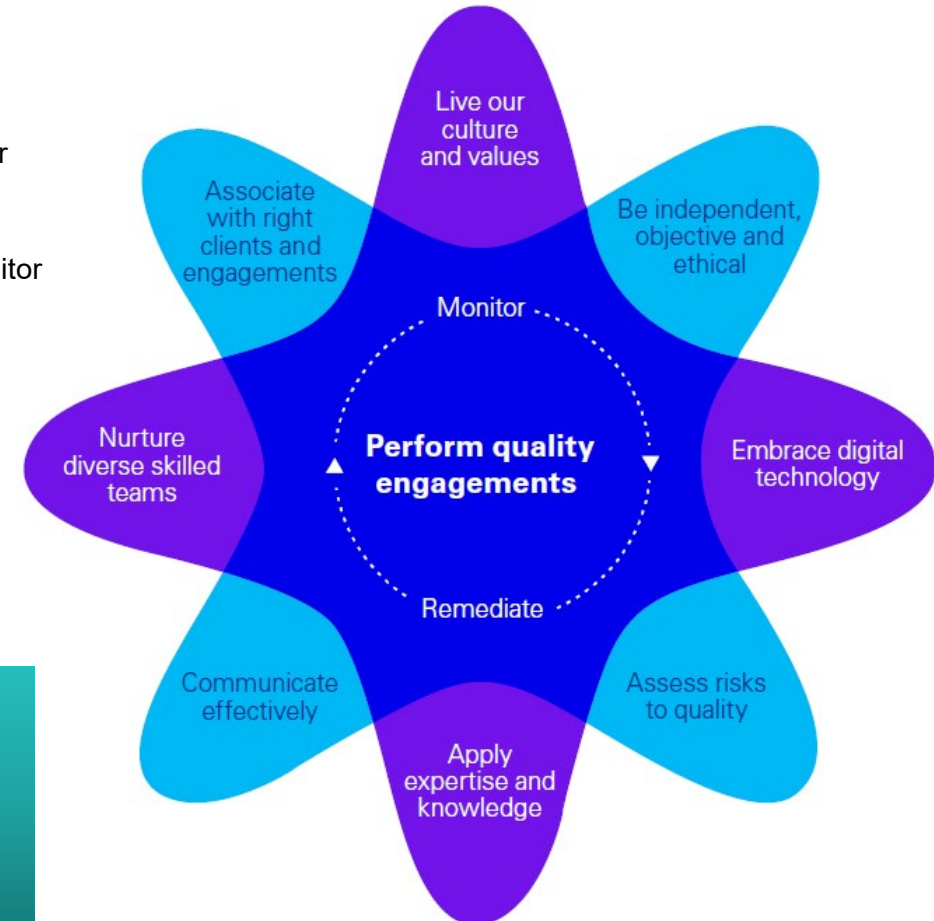 r
itor
Live our
culture
and values
Associate
with right
clients and
engagements
Be independent,
objective and
ethical
Monitor
Nurture
diverse skilled
teams
Perform quality
engagements
Embrace digital
technology
Remediate
Communicate
effectively
Assess risks
to quality
Apply
expertise and
knowledge